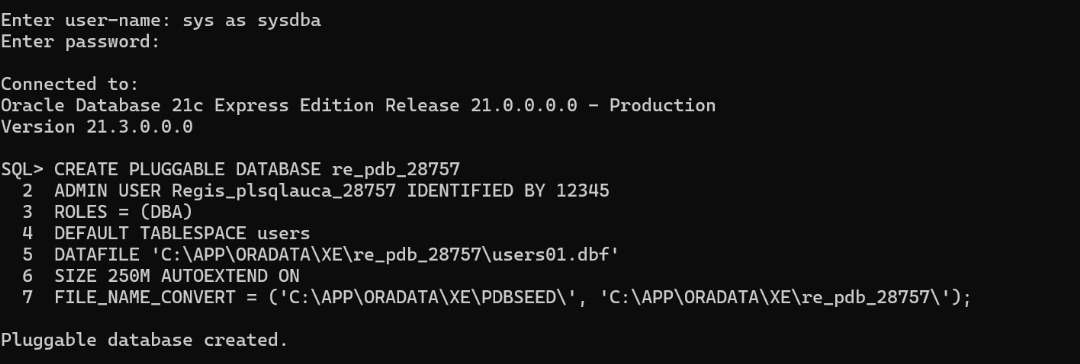 Enter user-name: sys as sysdba
Enter password:
Connected to:
Oracle Database 21c Express Edition Release 21.0.0.0.0 - Production
Version 21.3.0.0.0
SQL> CREATE PLUGGABLE DATABASE re_pdb_28757
  2  ADMIN USER Regis_plsqlauca_28757 IDENTIFIED BY 12345
  3  ROLES = (DBA)
  4  DEFAULT TABLESPACE users
  5  DATAFILE 'C:\APP\ORADATA\XE\re_pdb_28757\users01.dbf'
  6  SIZE 250M AUTOEXTEND ON
  7  FILE_NAME_CONVERT = ('C:\APP\ORADATA\XE\PDBSEED\', 'C:\APP\ORADATA\XE\re_pdb_28757\');
Pluggable database created.